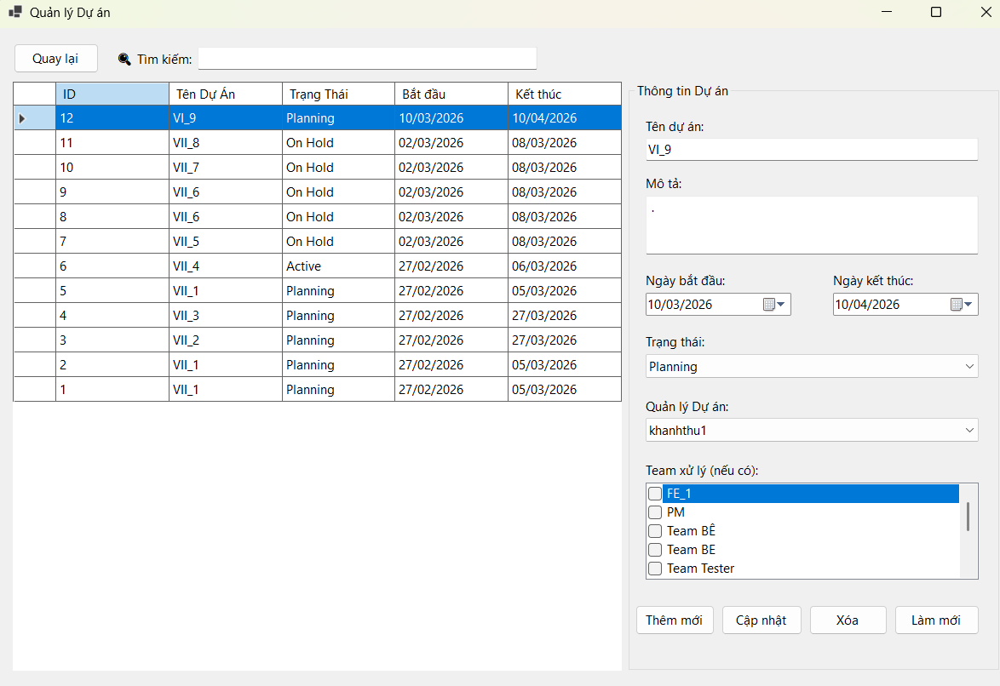 Quản lý Dự án
Quay lại
Tìm kiếm:
ID Tên Dự Án Trạng Thái Bắt đầu Kết thúc
12 VI_9 Planning 10/03/2026 10/04/2026
11 VII_8 On Hold 02/03/2026 08/03/2026
10 VII_7 On Hold 02/03/2026 08/03/2026
9 VII_6 On Hold 02/03/2026 08/03/2026
8 VII_6 On Hold 02/03/2026 08/03/2026
7 VII_5 On Hold 02/03/2026 08/03/2026
6 VII_4 Active 27/02/2026 06/03/2026
5 VII_1 Planning 27/02/2026 05/03/2026
4 VII_3 Planning 27/02/2026 27/03/2026
3 VII_2 Planning 27/02/2026 27/03/2026
2 VII_1 Planning 27/02/2026 05/03/2026
1 VII_1 Planning 27/02/2026 05/03/2026
Thông tin Dự án
Tên dự án:
VI_9
Mô tả:
.
Ngày bắt đầu: Ngày kết thúc:
10/03/2026 10/04/2026
Trạng thái:
Planning
Quản lý Dự án:
khanhthu1
Team xử lý (nếu có):
FE_1
PM
Team BÊ
Team BE
Team Tester
Thêm mới Cập nhật Xóa Làm mới